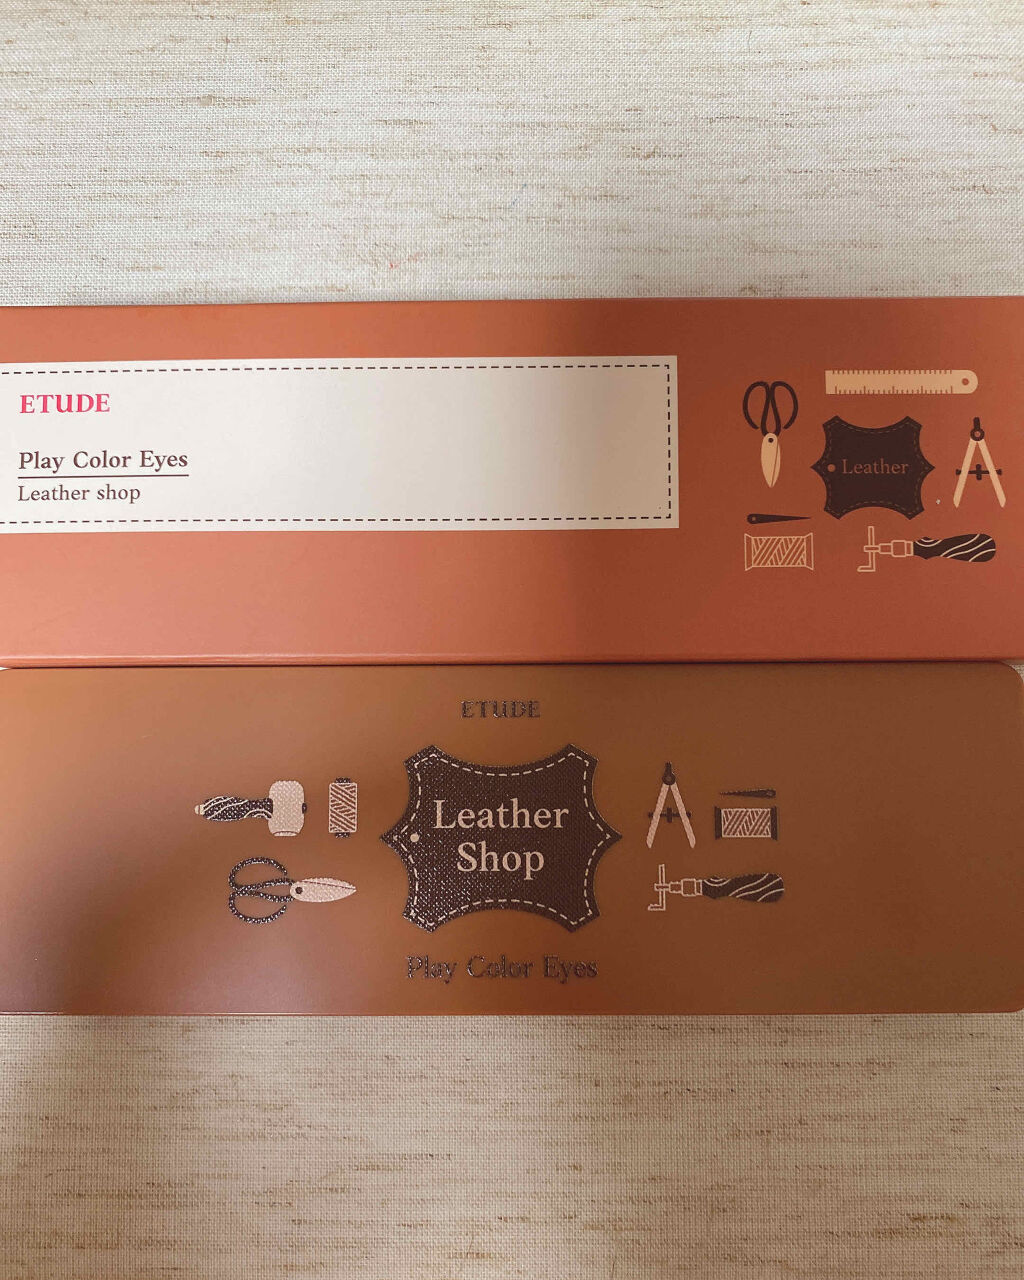 ETUDE
Play Color Eyes
Leather shop
Leather
ETUDE
Leather
Shop
Play Color Eyes